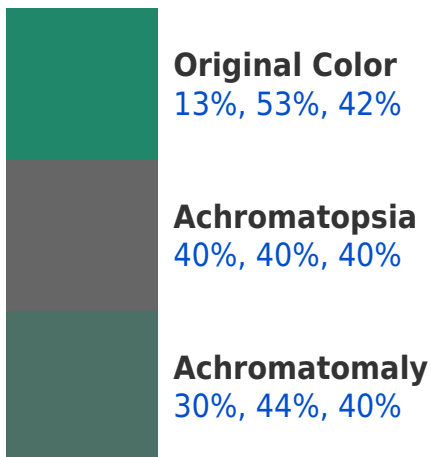 Original Color
13%, 53%, 42%
Achromatopsia
40%, 40%, 40%
Achromatomaly
30%, 44%, 40%